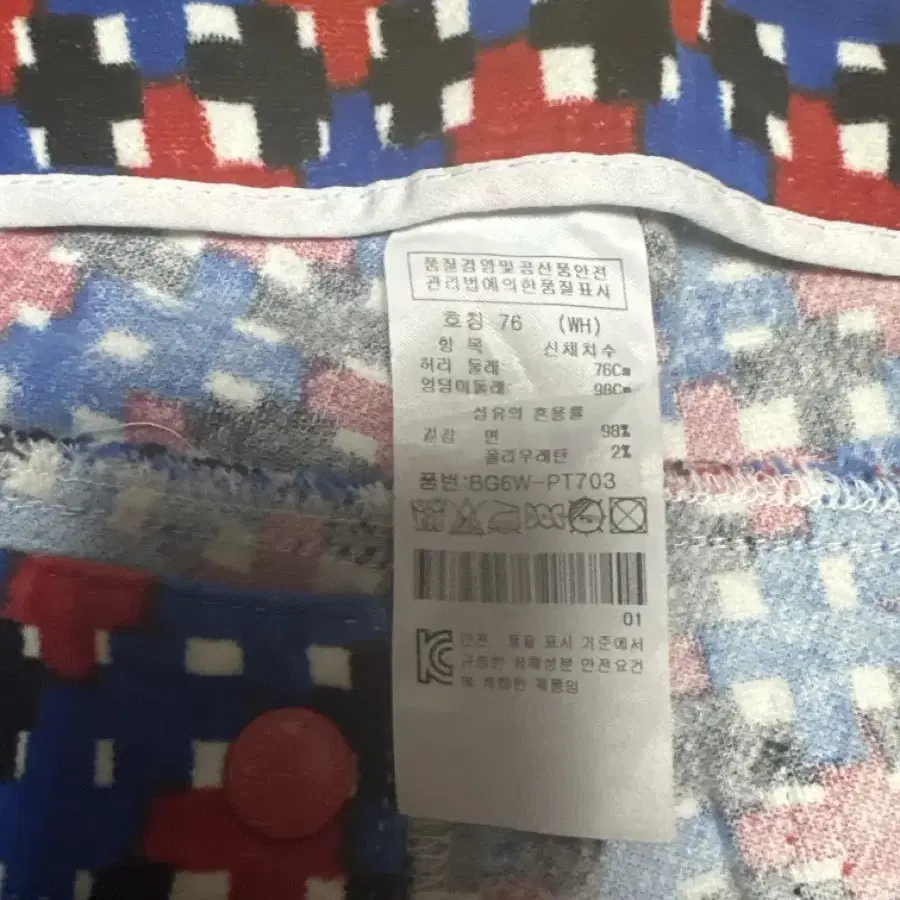 품질경영및공산품안전
관리법에의한품질표시
호칭 76 (WH)
항 목 신체치수
허리 둘레 76Cm
엉덩이둘레 98Cm
섬유의 혼용률
겉감 면 98%
폴리우레탄 2%
품번:BG6W-PT703
01
안전 품질 표시 기준에서
규정한 유해성분 안전요건
에 적합한 제품임